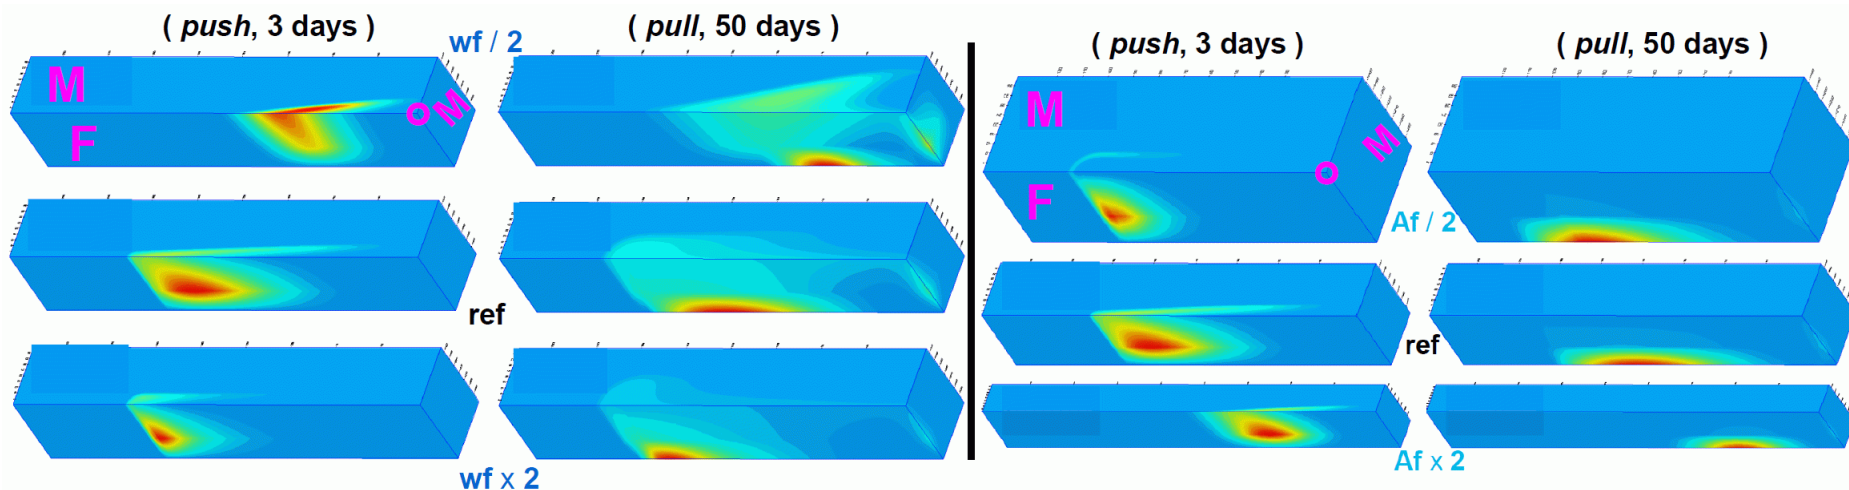 ( push, 3 days )
wf / 2
( pull, 50 days )
M
F
M
ref
wf x 2
( push, 3 days )
( pull, 50 days )
M
M
F
Af / 2
ref
Af x 2